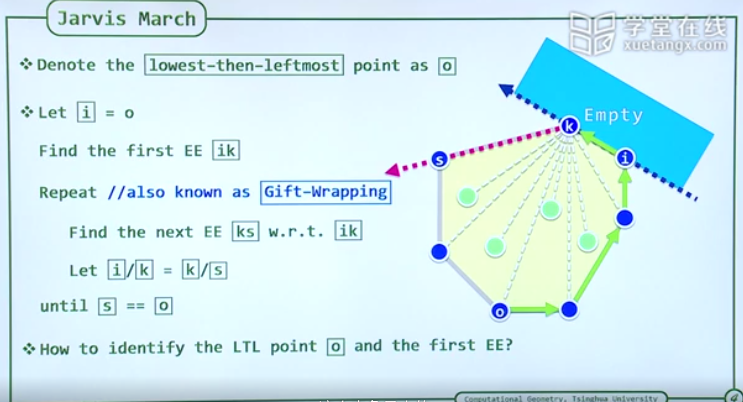 Jarvis March
学堂在线
xuetangx.com
❖Denote the lowest-then-leftmost point as o
❖Let i = o
Find the first EE ik
Repeat //also known as Gift-Wrapping
Find the next EE ks w.r.t. ik
Let i/k = k/s
until s == o
❖How to identify the LTL point o and the first EE?
Empty
k
s
i
o
Computational Geometry, Tsinghua University
4